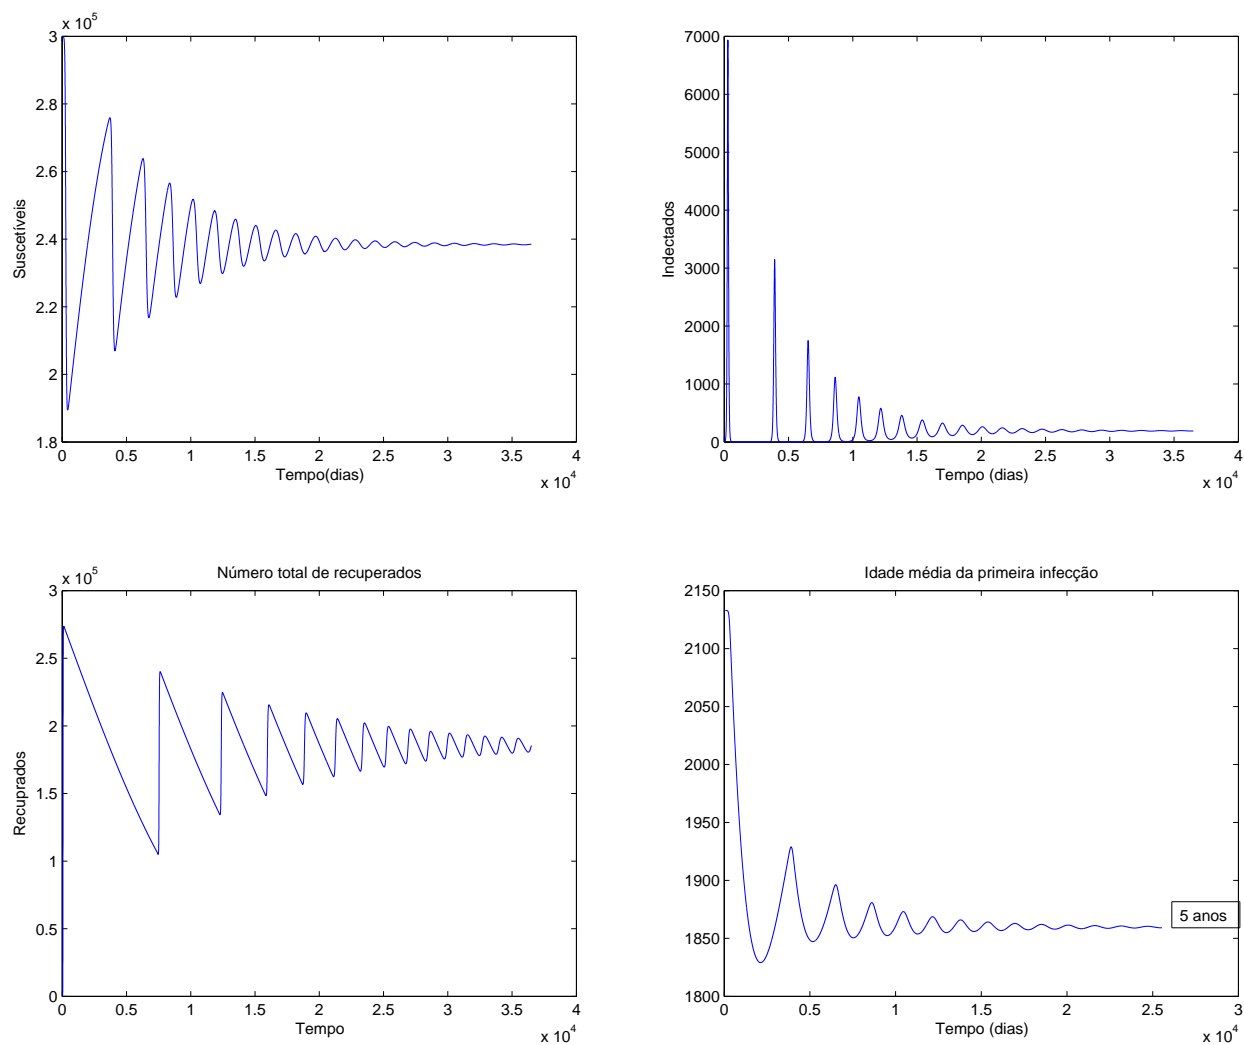 x 10^5
3
2.8
2.6
2.4
2.2
2
1.8
Suscetíveis
0 0.5 1 1.5 2 2.5 3 3.5 4
Tempo(dias)
x 10^4
7000
6000
5000
4000
3000
2000
1000
0
Indectados
0 0.5 1 1.5 2 2.5 3 3.5 4
Tempo (dias)
x 10^4
Número total de recuperados
x 10^5
3
2.5
2
1.5
1
0.5
0
Recuprados
0 0.5 1 1.5 2 2.5 3 3.5 4
Tempo
x 10^4
Idade média da primeira infecção
2150
2100
2050
2000
1950
1900
1850
1800
5 anos
0 0.5 1 1.5 2 2.5 3
Tempo (dias)
x 10^4